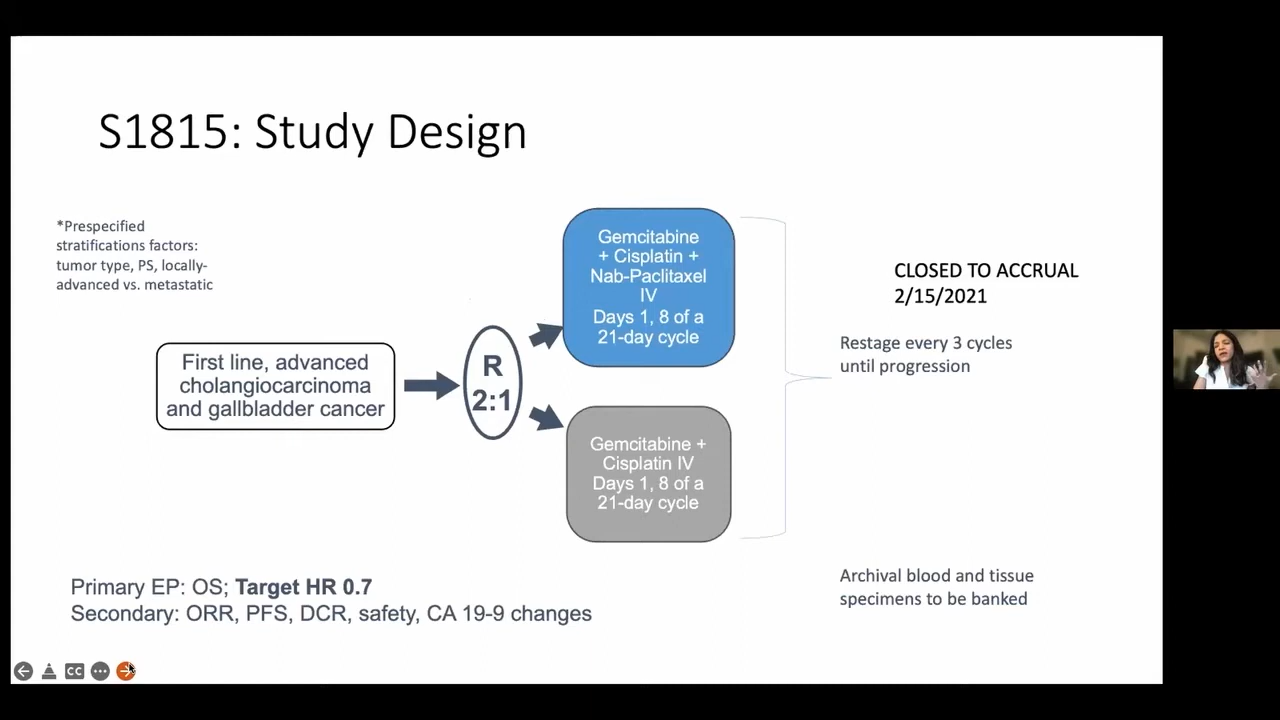 S1815: Study Design
*Prespecified
stratifications factors:
tumor type, PS, locally-
advanced vs. metastatic
First line, advanced
cholangiocarcinoma
and gallbladder cancer
R
2:1
Gemcitabine
+ Cisplatin +
Nab-Paclitaxel
IV
Days 1, 8 of a
21-day cycle
Gemcitabine +
Cisplatin IV
Days 1, 8 of a
21-day cycle
CLOSED TO ACCRUAL
2/15/2021
Restage every 3 cycles
until progression
Archival blood and tissue
specimens to be banked
Primary EP: OS; Target HR 0.7
Secondary: ORR, PFS, DCR, safety, CA 19-9 changes
CC